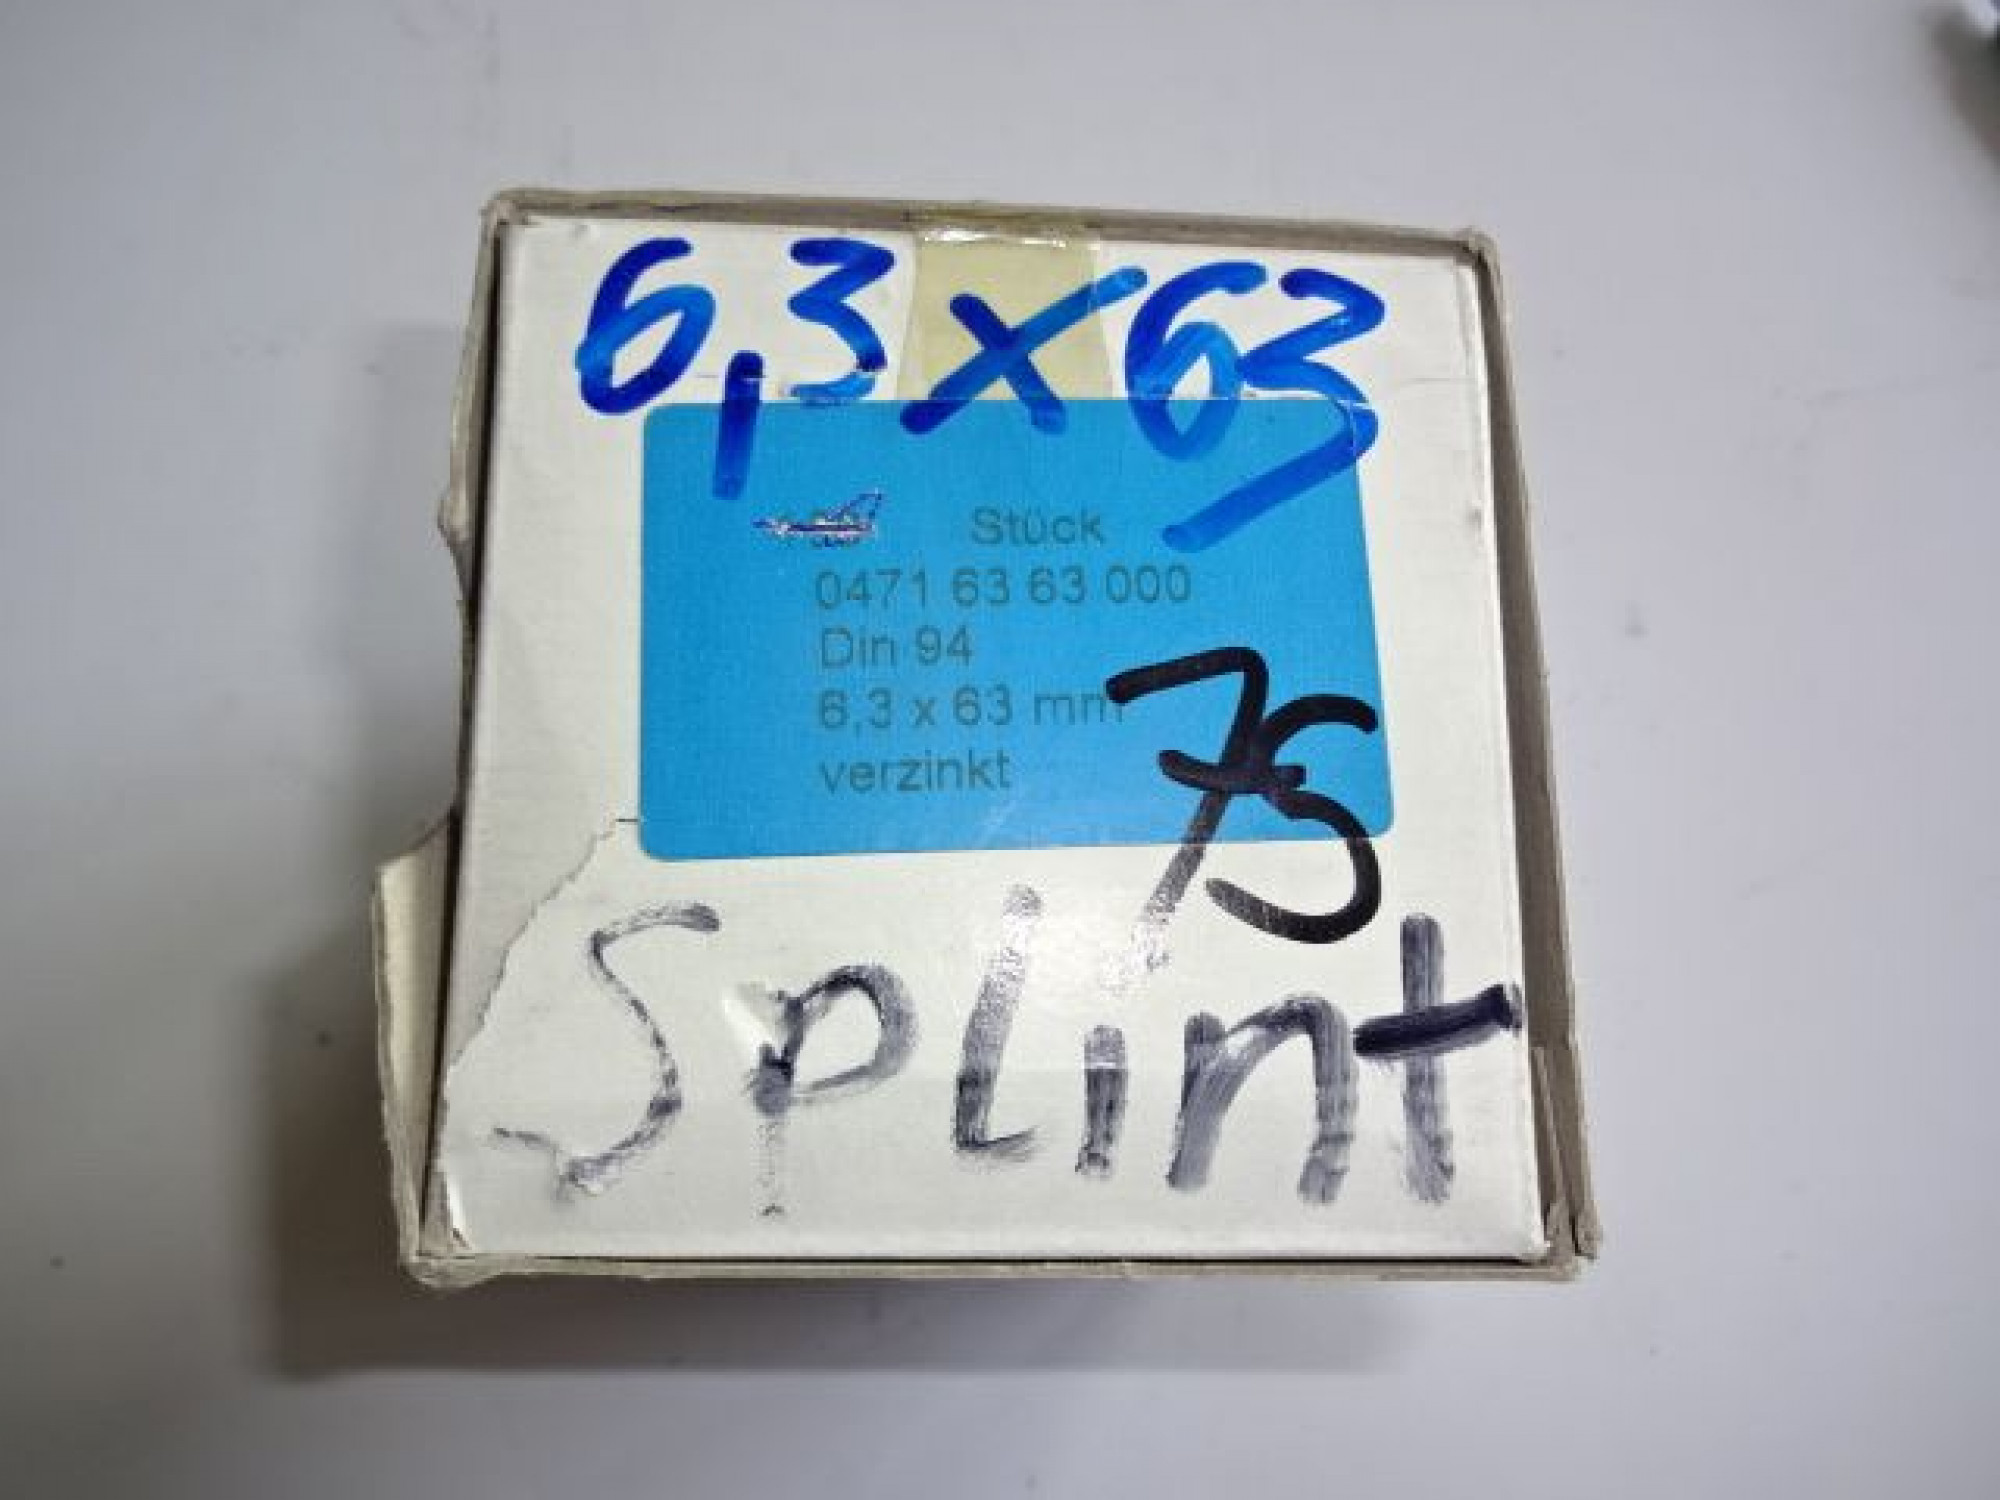 6,3 x 63
Stück
0471 63 63 000
Din 94
6,3 x 63 mm
verzinkt
75
Splint